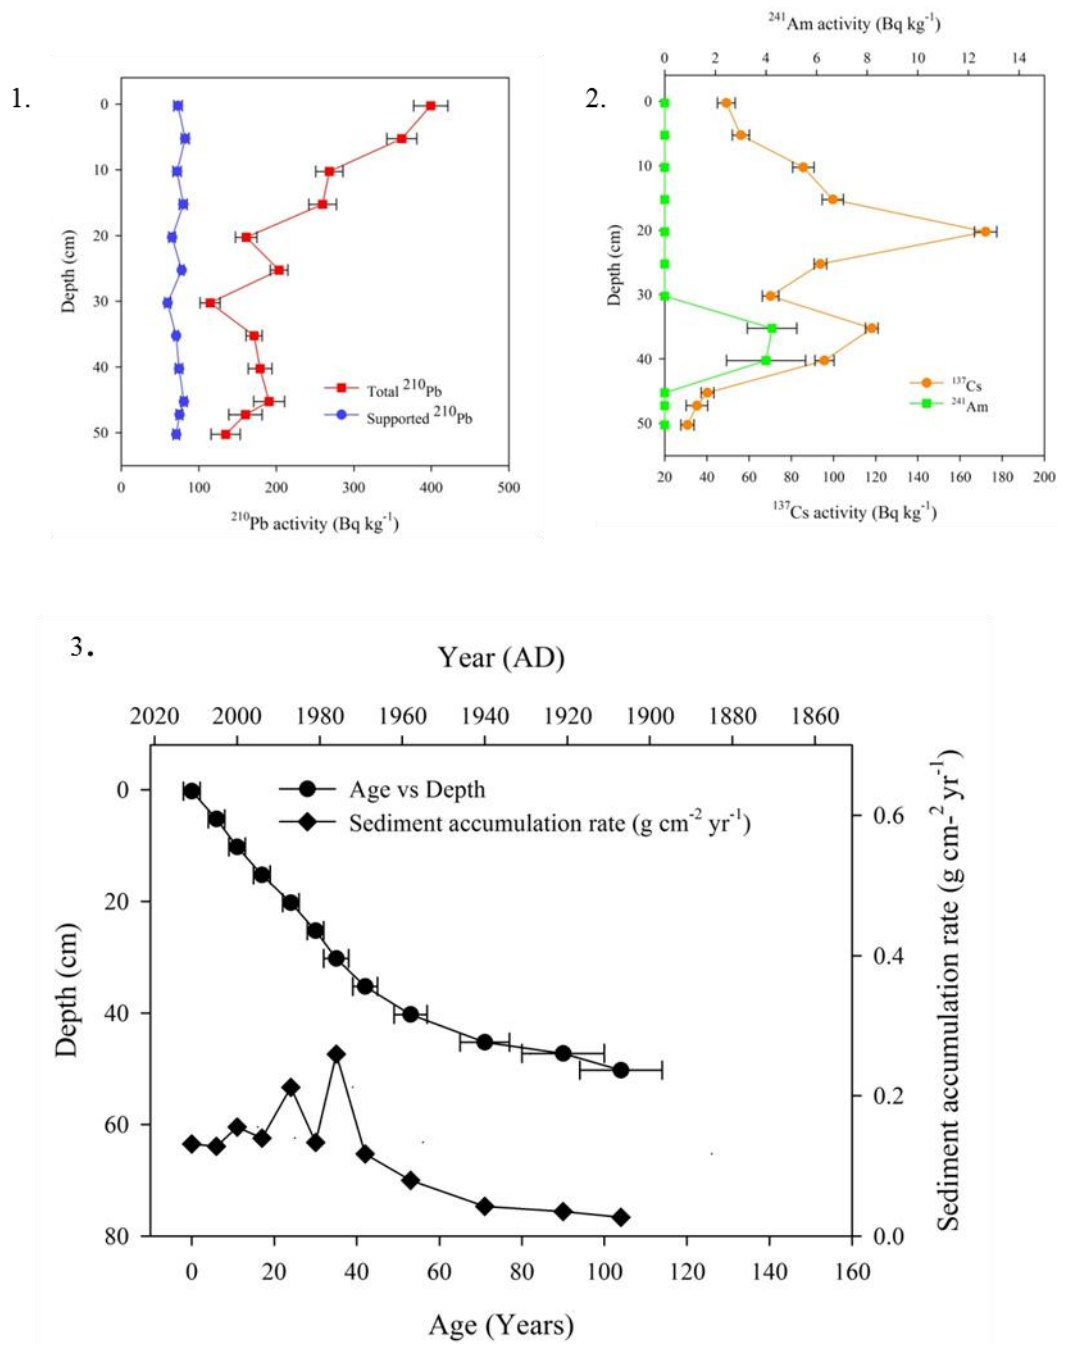 1.
0
10
20
30
40
50
Depth (cm)
Total ²¹⁰Pb
Supported ²¹⁰Pb
0 100 200 300 400 500
²¹⁰Pb activity (Bq kg⁻¹)
2.
²⁴¹Am activity (Bq kg⁻¹)
0 2 4 6 8 10 12 14
0
10
20
30
40
50
Depth (cm)
¹³⁷Cs
²⁴¹Am
20 40 60 80 100 120 140 160 180 200
¹³⁷Cs activity (Bq kg⁻¹)
3.
Year (AD)
2020 2000 1980 1960 1940 1920 1900 1880 1860
0
20
40
60
80
Depth (cm)
Age vs Depth
Sediment accumulation rate (g cm⁻² yr⁻¹)
0.6
0.4
0.2
0.0
Sediment accumulation rate (g cm-² yr⁻¹)
0 20 40 60 80 100 120 140 160
Age (Years)